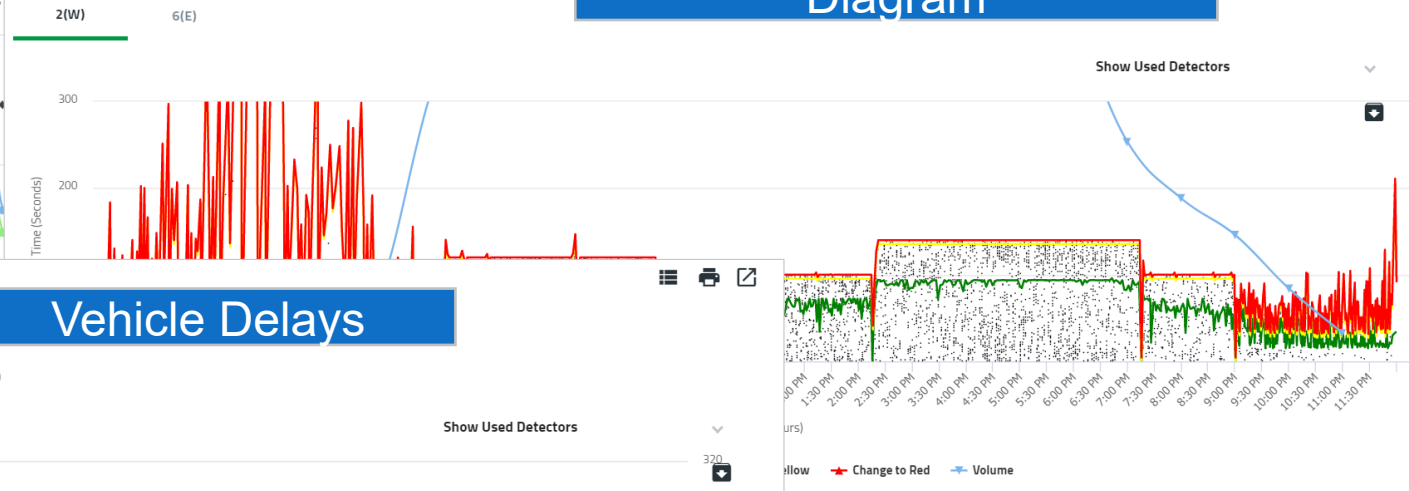 Diagram
2(W) 6(E)
Show Used Detectors
300
200
Time (Seconds)
Vehicle Delays
1:30 PM 2:00 PM 2:30 PM 3:00 PM 3:30 PM 4:00 PM 4:30 PM 5:00 PM 5:30 PM 6:00 PM 6:30 PM 7:00 PM 7:30 PM 8:00 PM 8:30 PM 9:00 PM 9:30 PM 10:00 PM 10:30 PM 11:00 PM 11:30 PM
Show Used Detectors
320
Change to Red Volume